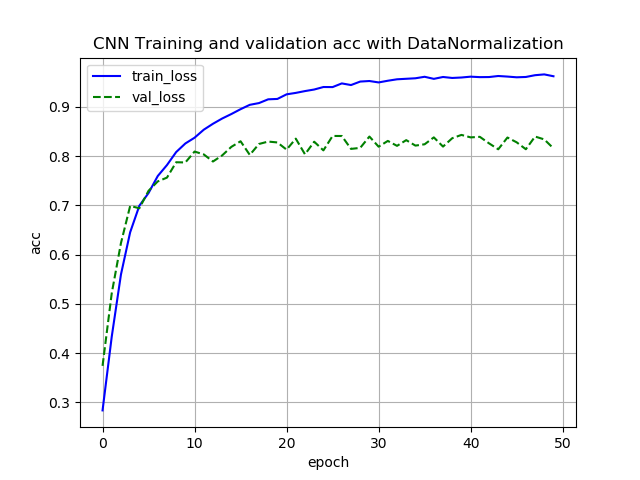 CNN Training and validation acc with DataNormalization
train_loss
val_loss
0.9
0.8
0.7
0.6
0.5
0.4
0.3
acc
0 10 20 30 40 50
epoch